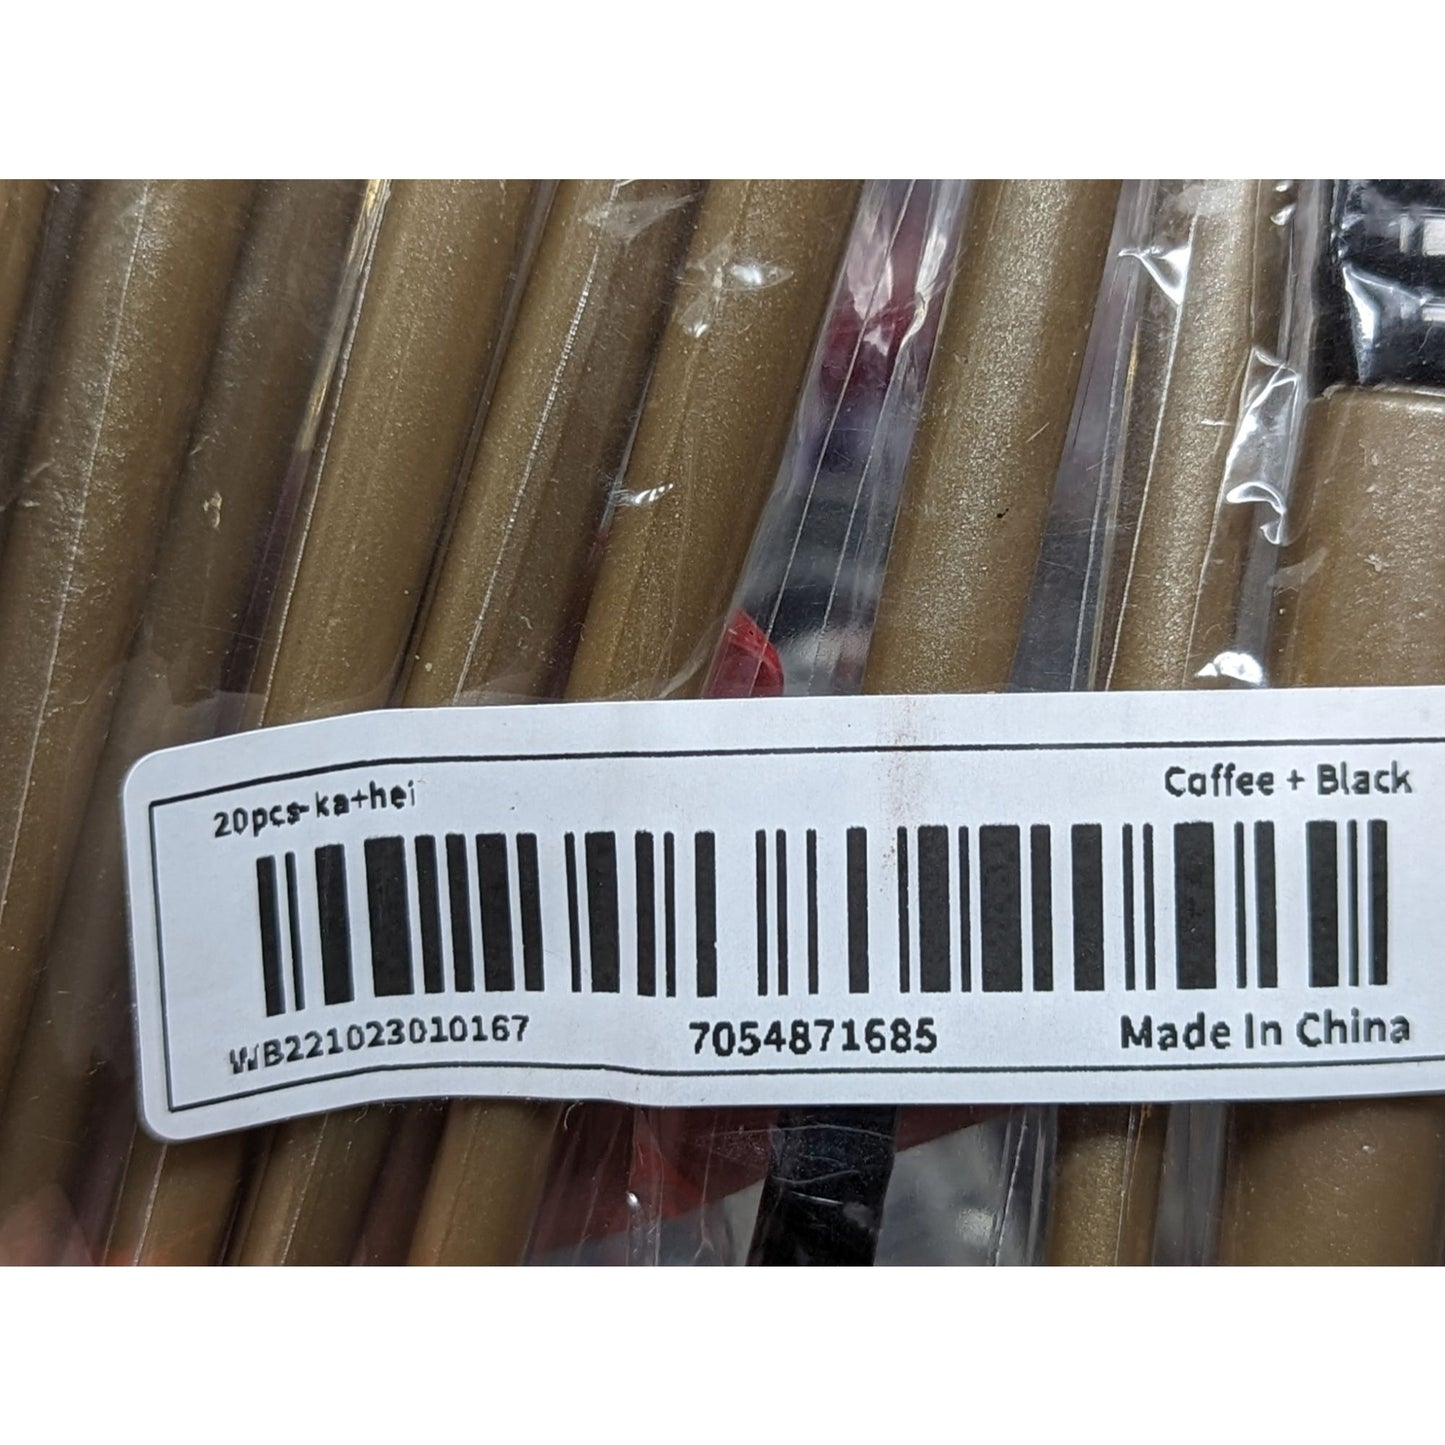 20pcs-ka+hei Coffee + Black
WB221023010167 7054871685 Made In China